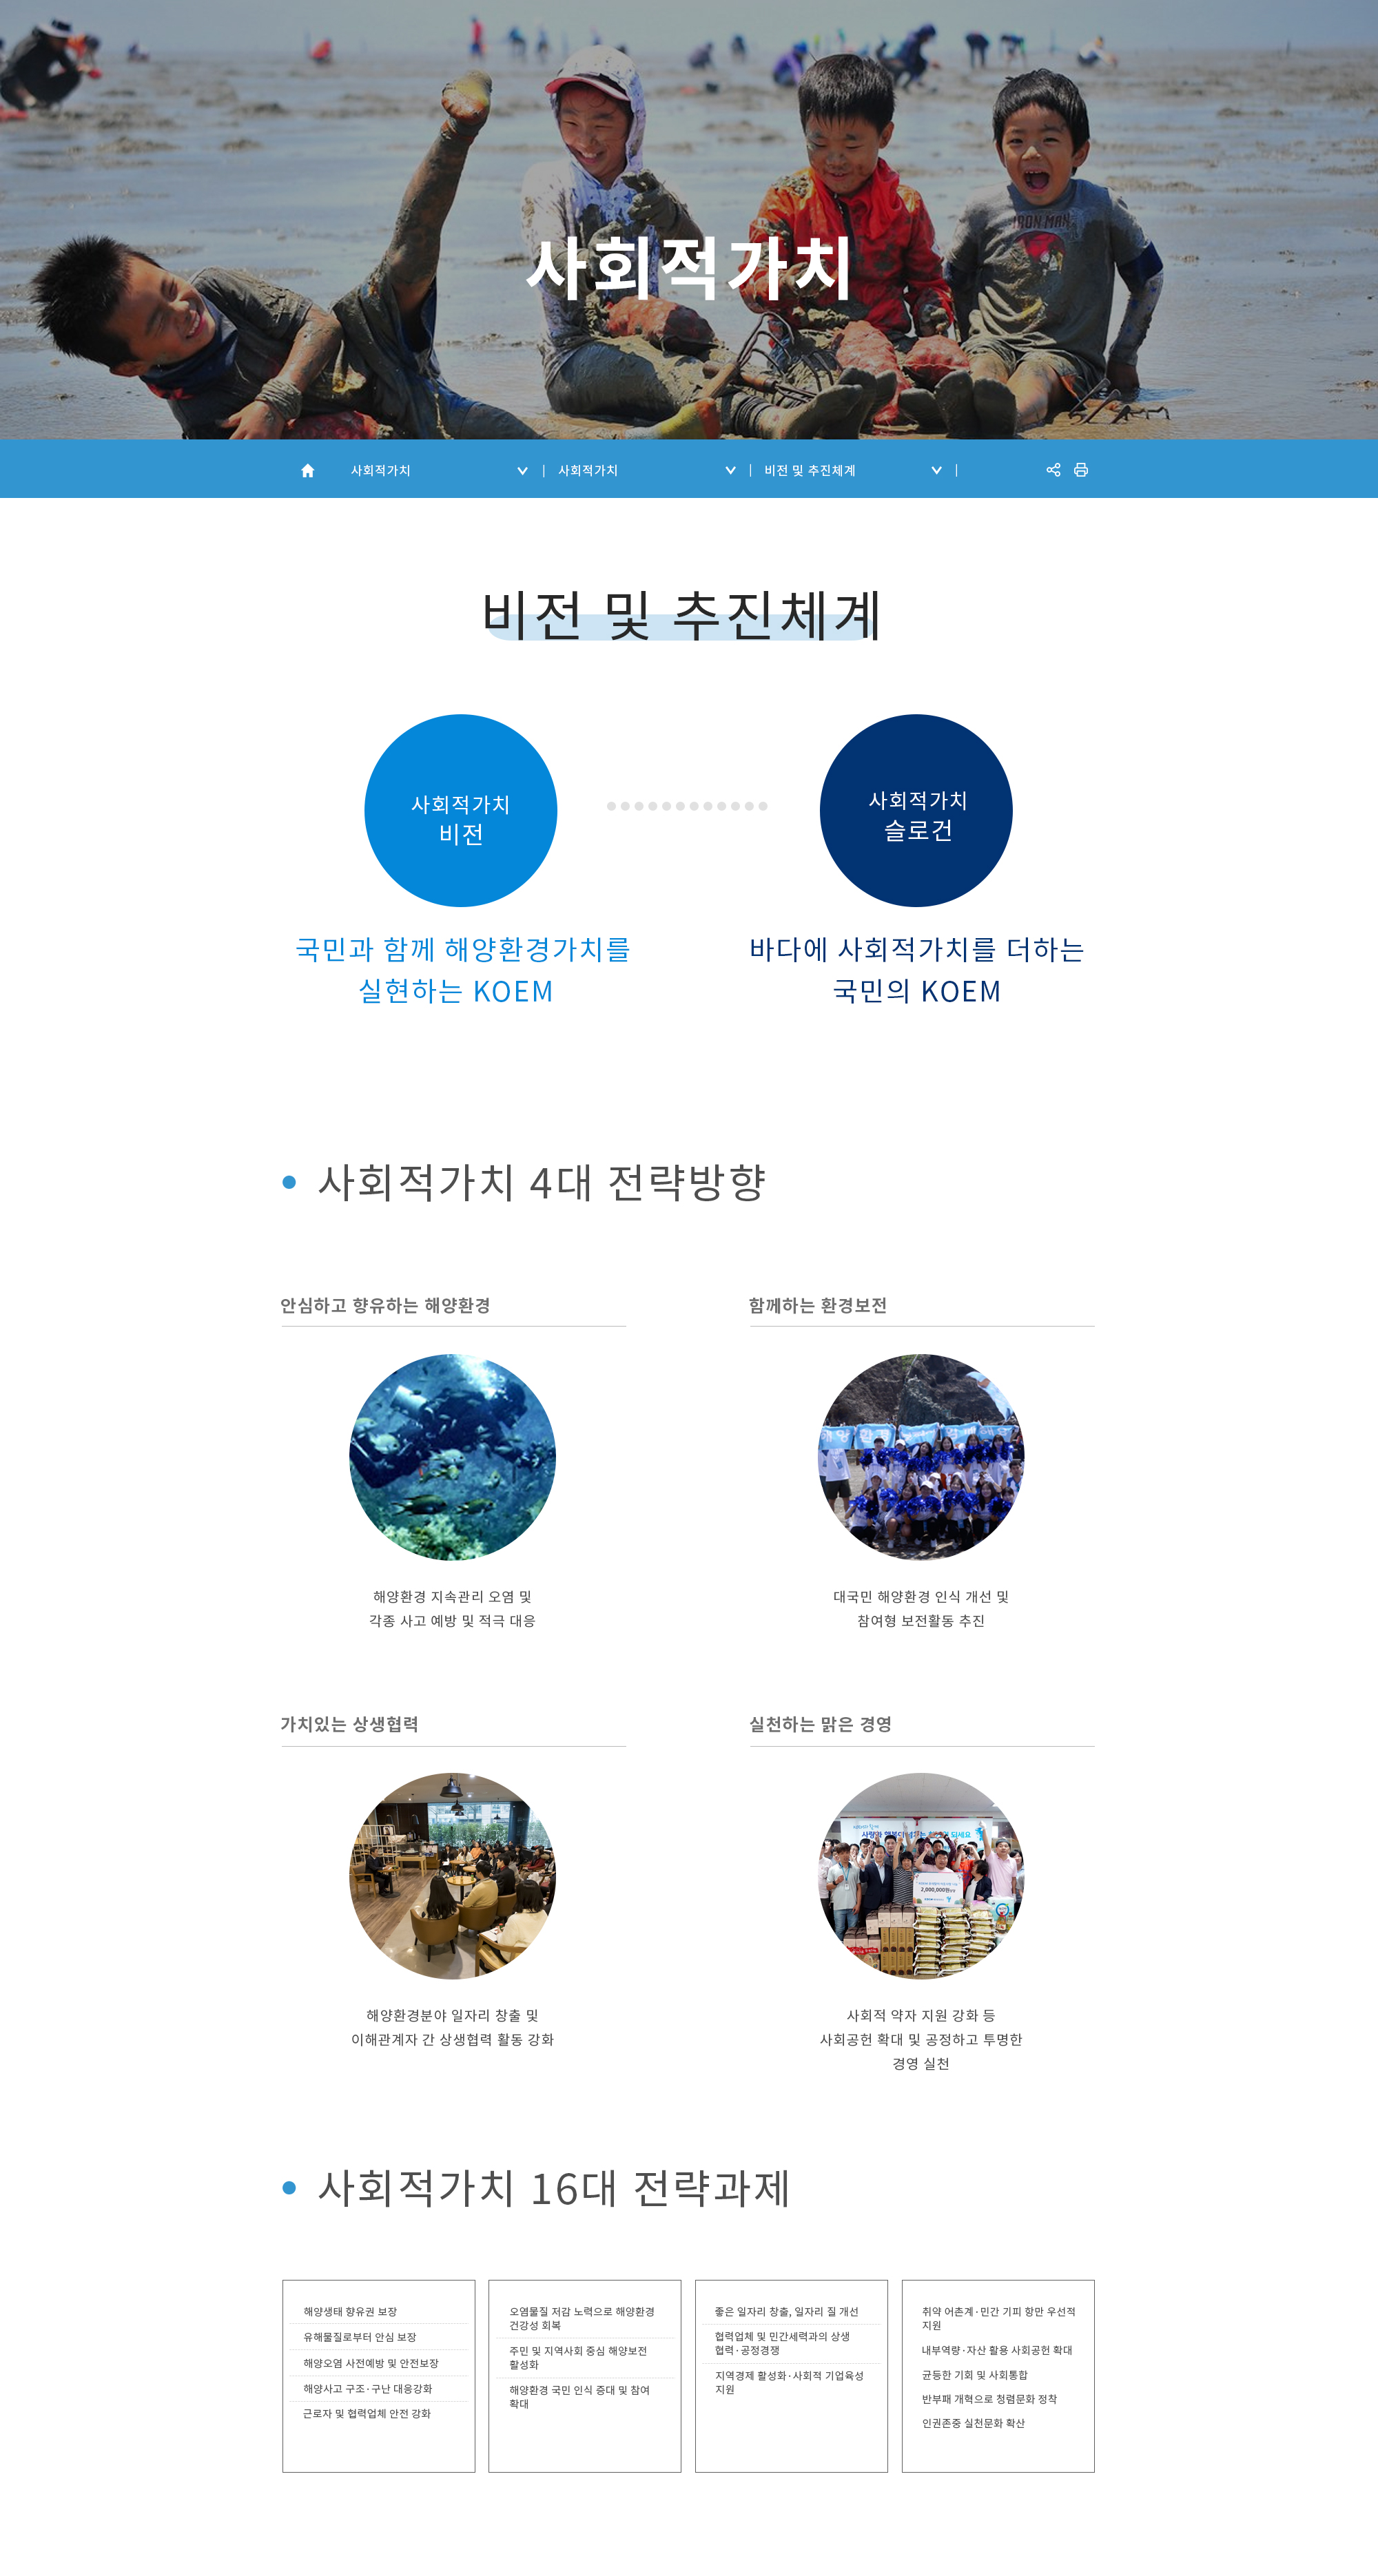 IRON MAN
사회적가치
사회적가치
사회적가치
비전 및 추진체계
비전 및 추진체계
사회적가치
비전
사회적가치
슬로건
국민과 함께 해양환경가치를
실현하는 KOEM
바다에 사회적가치를 더하는
국민의 KOEM
사회적가치 4대 전략방향
안심하고 향유하는 해양환경
해양환경 지속관리 오염 및
각종 사고 예방 및 적극 대응
함께하는 환경보전
해양환경
대국민 해양환경 인식 개선 및
참여형 보전활동 추진
가치있는 상생협력
해양환경분야 일자리 창출 및
이해관계자 간 상생협력 활동 강화
실천하는 맑은 경영
2,000,000원
사회적 약자 지원 강화 등
사회공헌 확대 및 공정하고 투명한
경영 실천
사회적가치 16대 전략과제
해양생태 향유권 보장
유해물질로부터 안심 보장
해양오염 사전예방 및 안전보장
해양사고 구조·구난 대응강화
근로자 및 협력업체 안전 강화
오염물질 저감 노력으로 해양환경
건강성 회복
주민 및 지역사회 중심 해양보전
활성화
해양환경 국민 인식 증대 및 참여
확대
좋은 일자리 창출, 일자리 질 개선
협력업체 및 민간세력과의 상생
협력·공정경쟁
지역경제 활성화·사회적 기업육성
지원
취약 어촌계·민간 기피 항만 우선적
지원
내부역량·자산 활용 사회공헌 확대
균등한 기회 및 사회통합
반부패 개혁으로 청렴문화 정착
인권존중 실천문화 확산